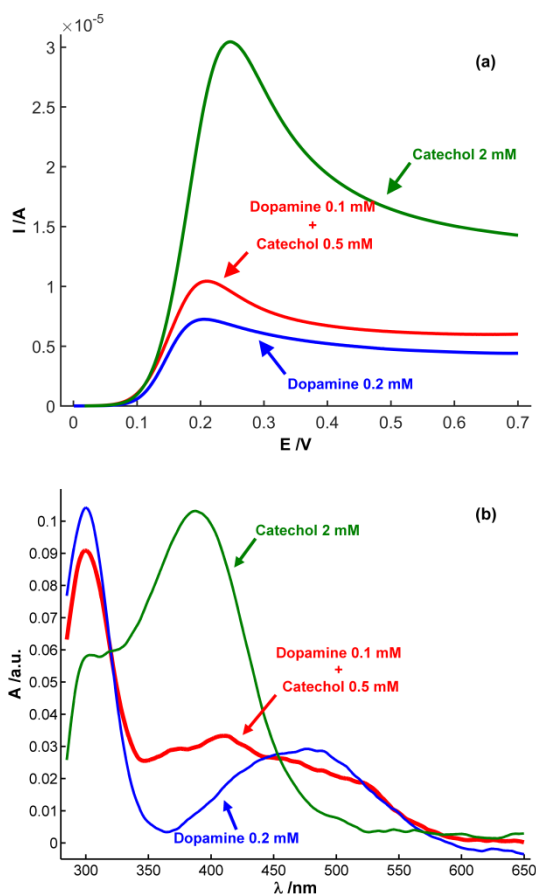 x 10⁻⁵
(a)
3
2.5
2
1.5
1
0.5
0
I /A
Catechol 2 mM
Dopamine 0.1 mM
+
Catechol 0.5 mM
Dopamine 0.2 mM
0 0.1 0.2 0.3 0.4 0.5 0.6 0.7
E /V
(b)
0.1
0.09
0.08
0.07
0.06
0.05
0.04
0.03
0.02
0.01
0
A /a.u.
Catechol 2 mM
Dopamine 0.1 mM
+
Catechol 0.5 mM
Dopamine 0.2 mM
300 350 400 450 500 550 600 650
λ /nm